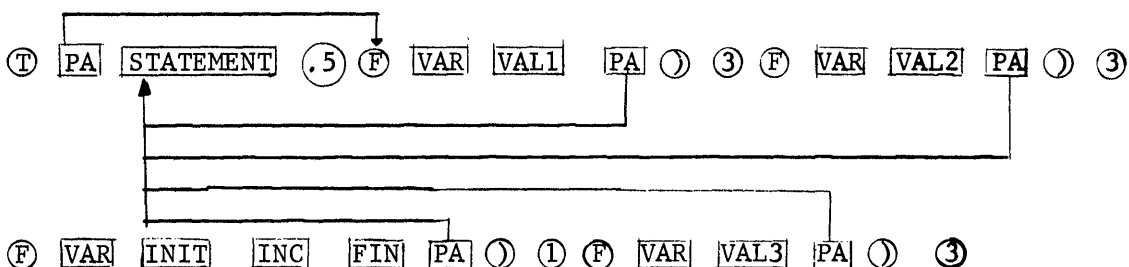 T PA STATEMENT .5 F VAR VAL1 PA ) 3 F VAR VAL2 PA ) 3
F VAR INIT INC FIN PA ) 1 F VAR VAL3 PA ) 3